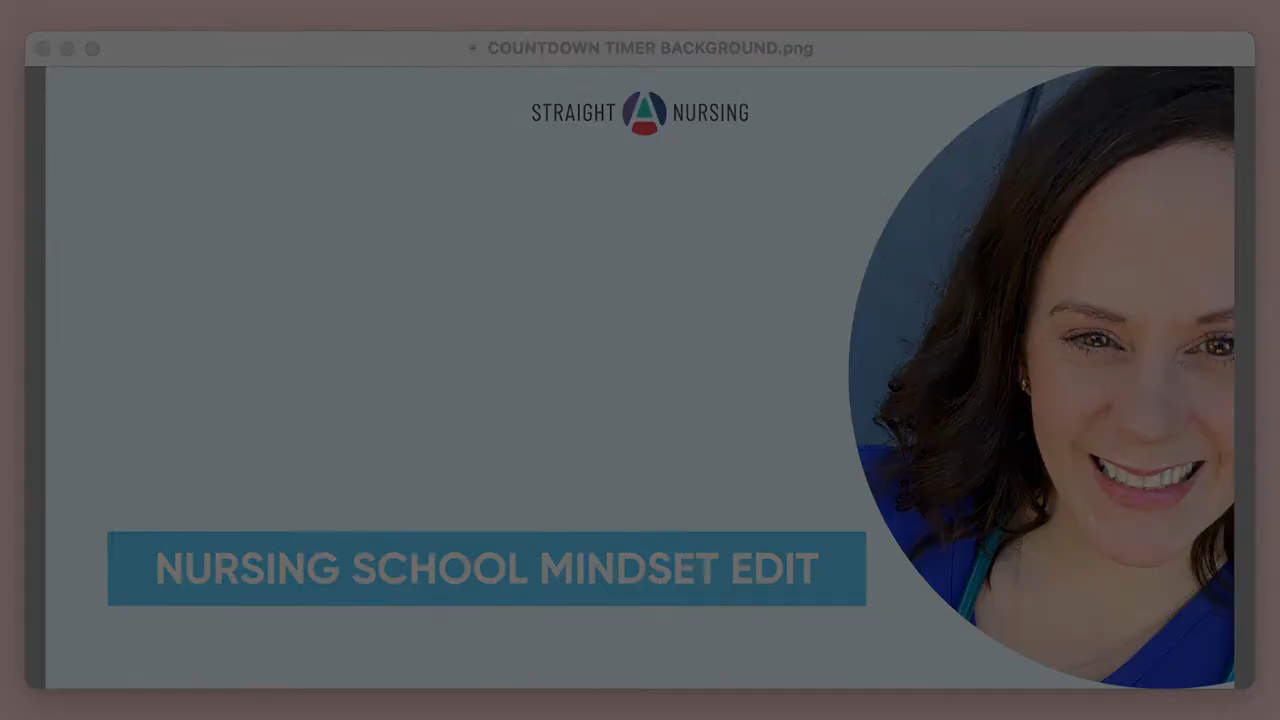 COUNTDOWN TIMER BACKGROUND.png
STRAIGHT A NURSING
NURSING SCHOOL MINDSET EDIT